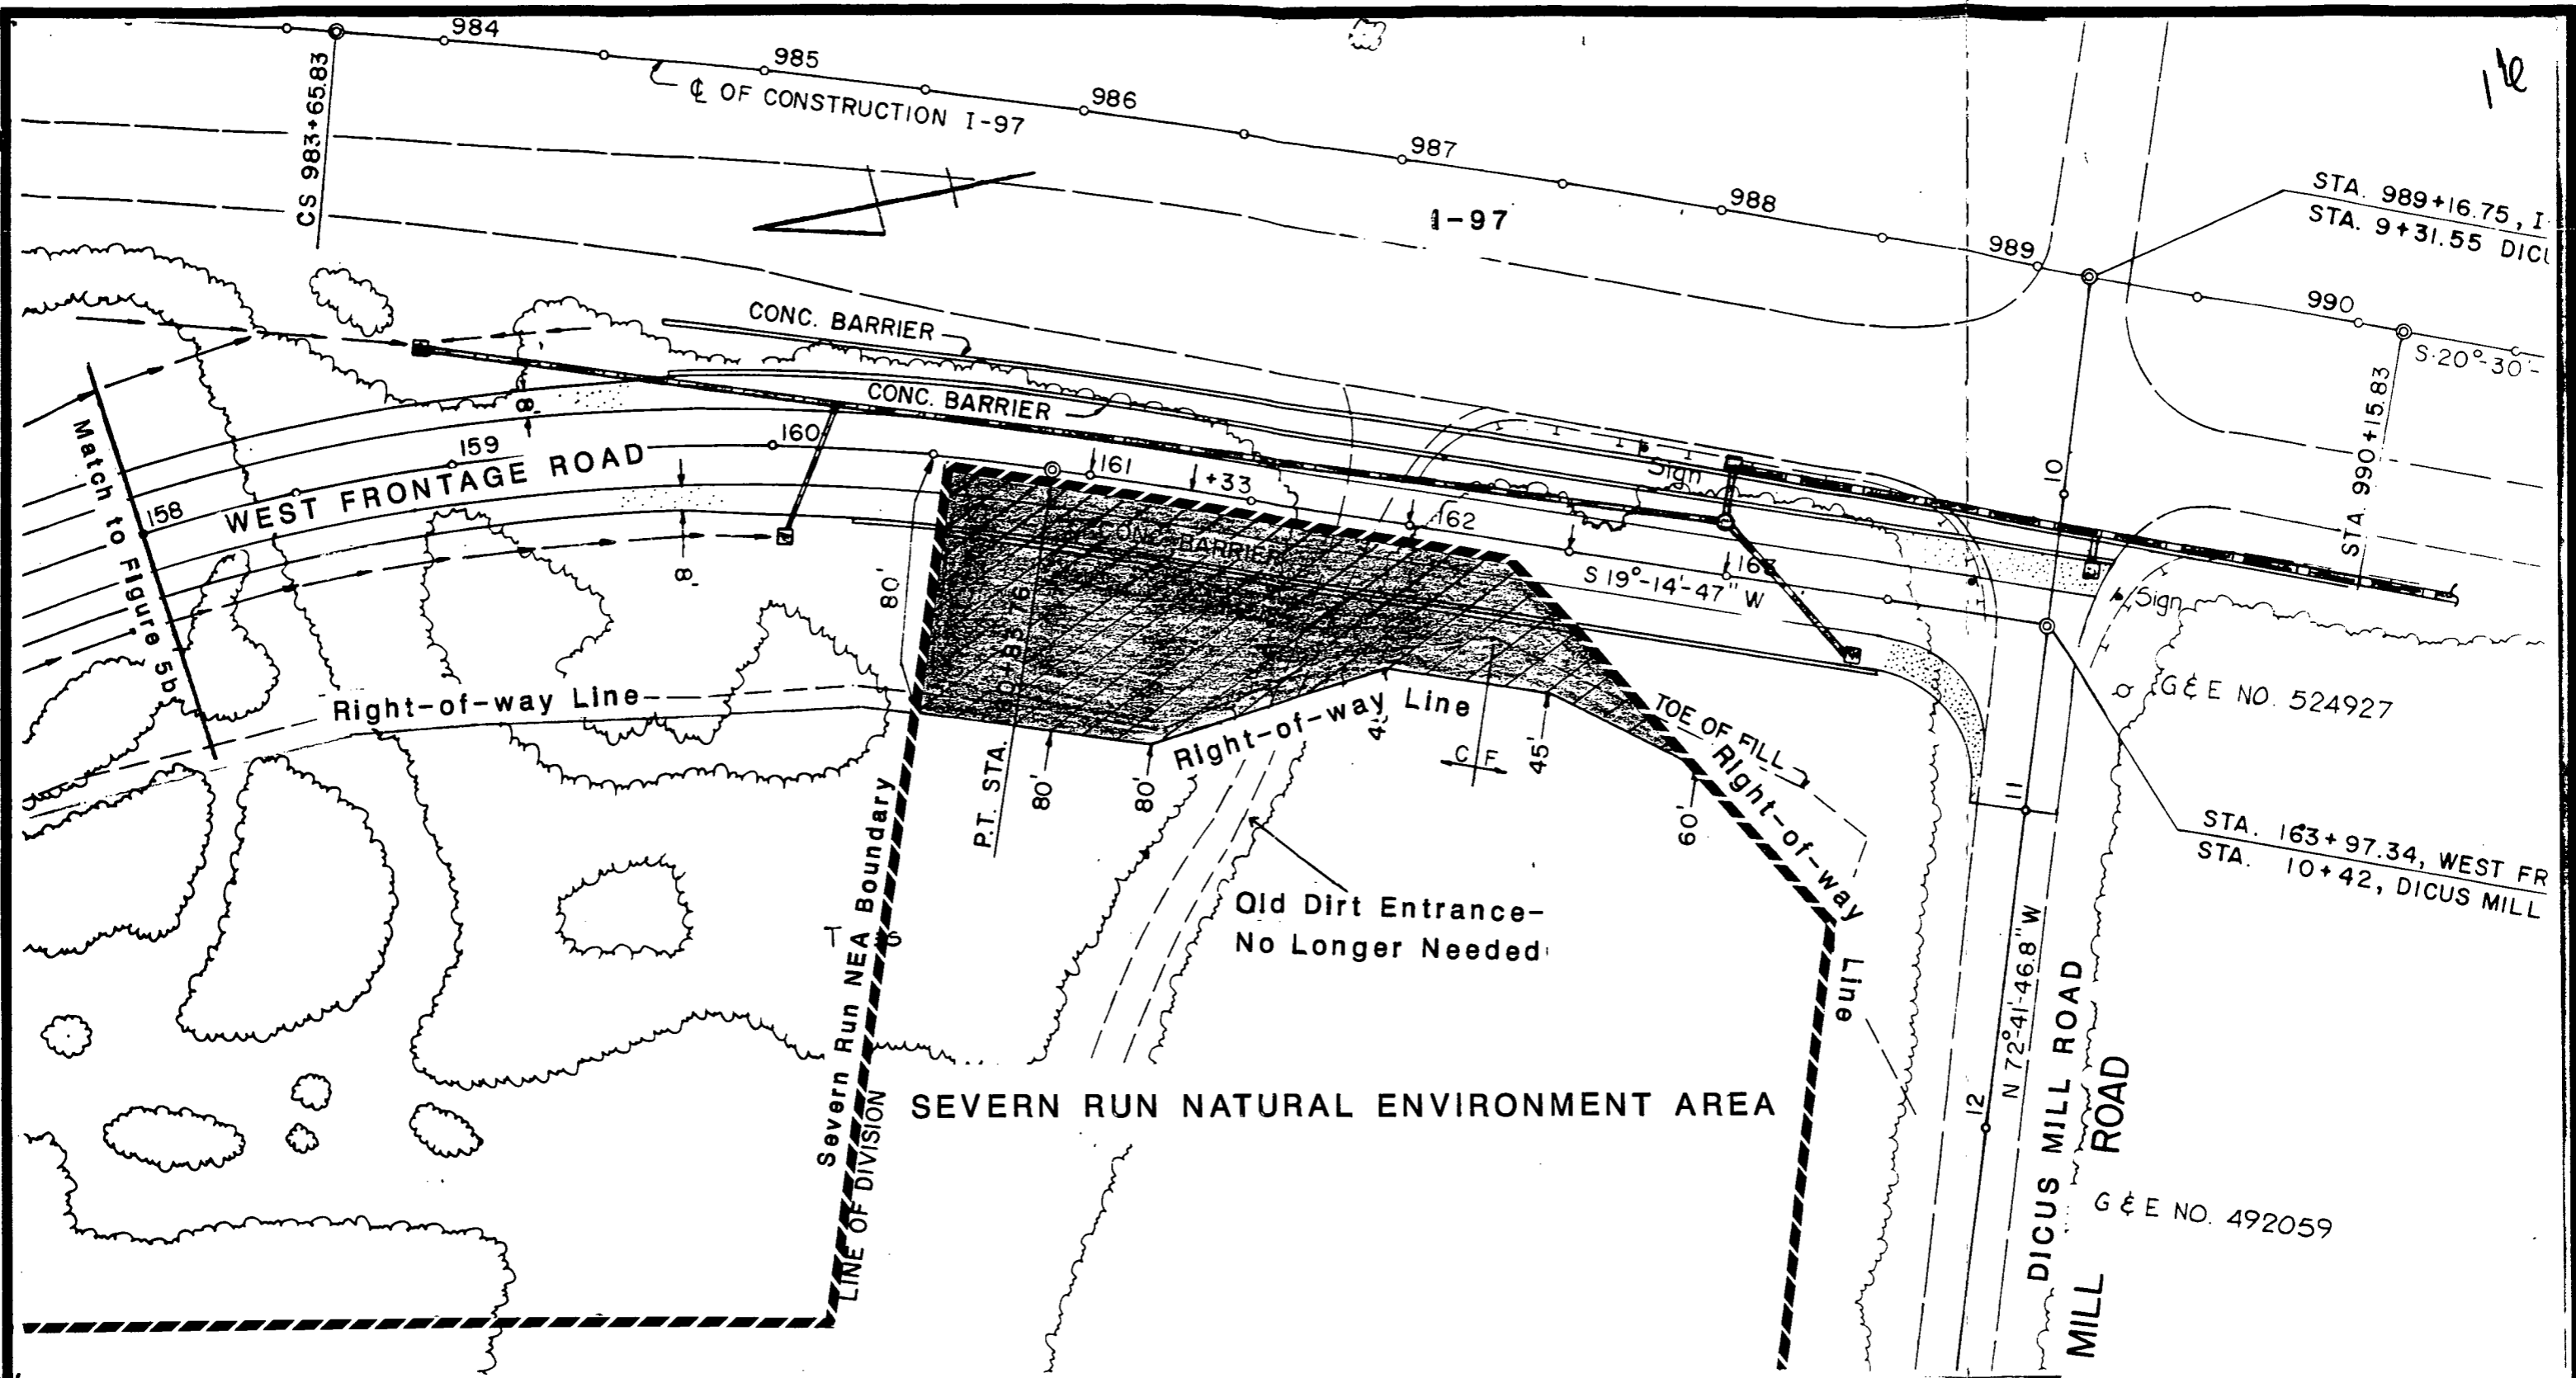 984
985
986
987
988
989
990
CS 983+65.83
℄ OF CONSTRUCTION I-97
I-97
STA. 989+16.75, I-
STA. 9+31.55 DICU
S 20°-30'-
STA. 990+15.83
CONC. BARRIER
CONC. BARRIER
CONC. BARRIER
8'
8'
158
159
160
161
+33
162
163
WEST FRONTAGE ROAD
Match to Figure 5b
Sign
Sign
10
11
12
S 19°-14'-47" W
80'
80'
80'
45'
60'
P.T. STA.
Right-of-way Line
Right-of-way Line
Right-of-way Line
C F
TOE OF FILL
G & E NO. 524927
STA. 163+97.34, WEST FR
STA. 10+42, DICUS MILL
Old Dirt Entrance-
No Longer Needed
Severn Run NEA Boundary
LINE OF DIVISION
SEVERN RUN NATURAL ENVIRONMENT AREA
N 72°-41'-46.8" W
DICUS MILL ROAD
MILL ROAD
G & E NO. 492059